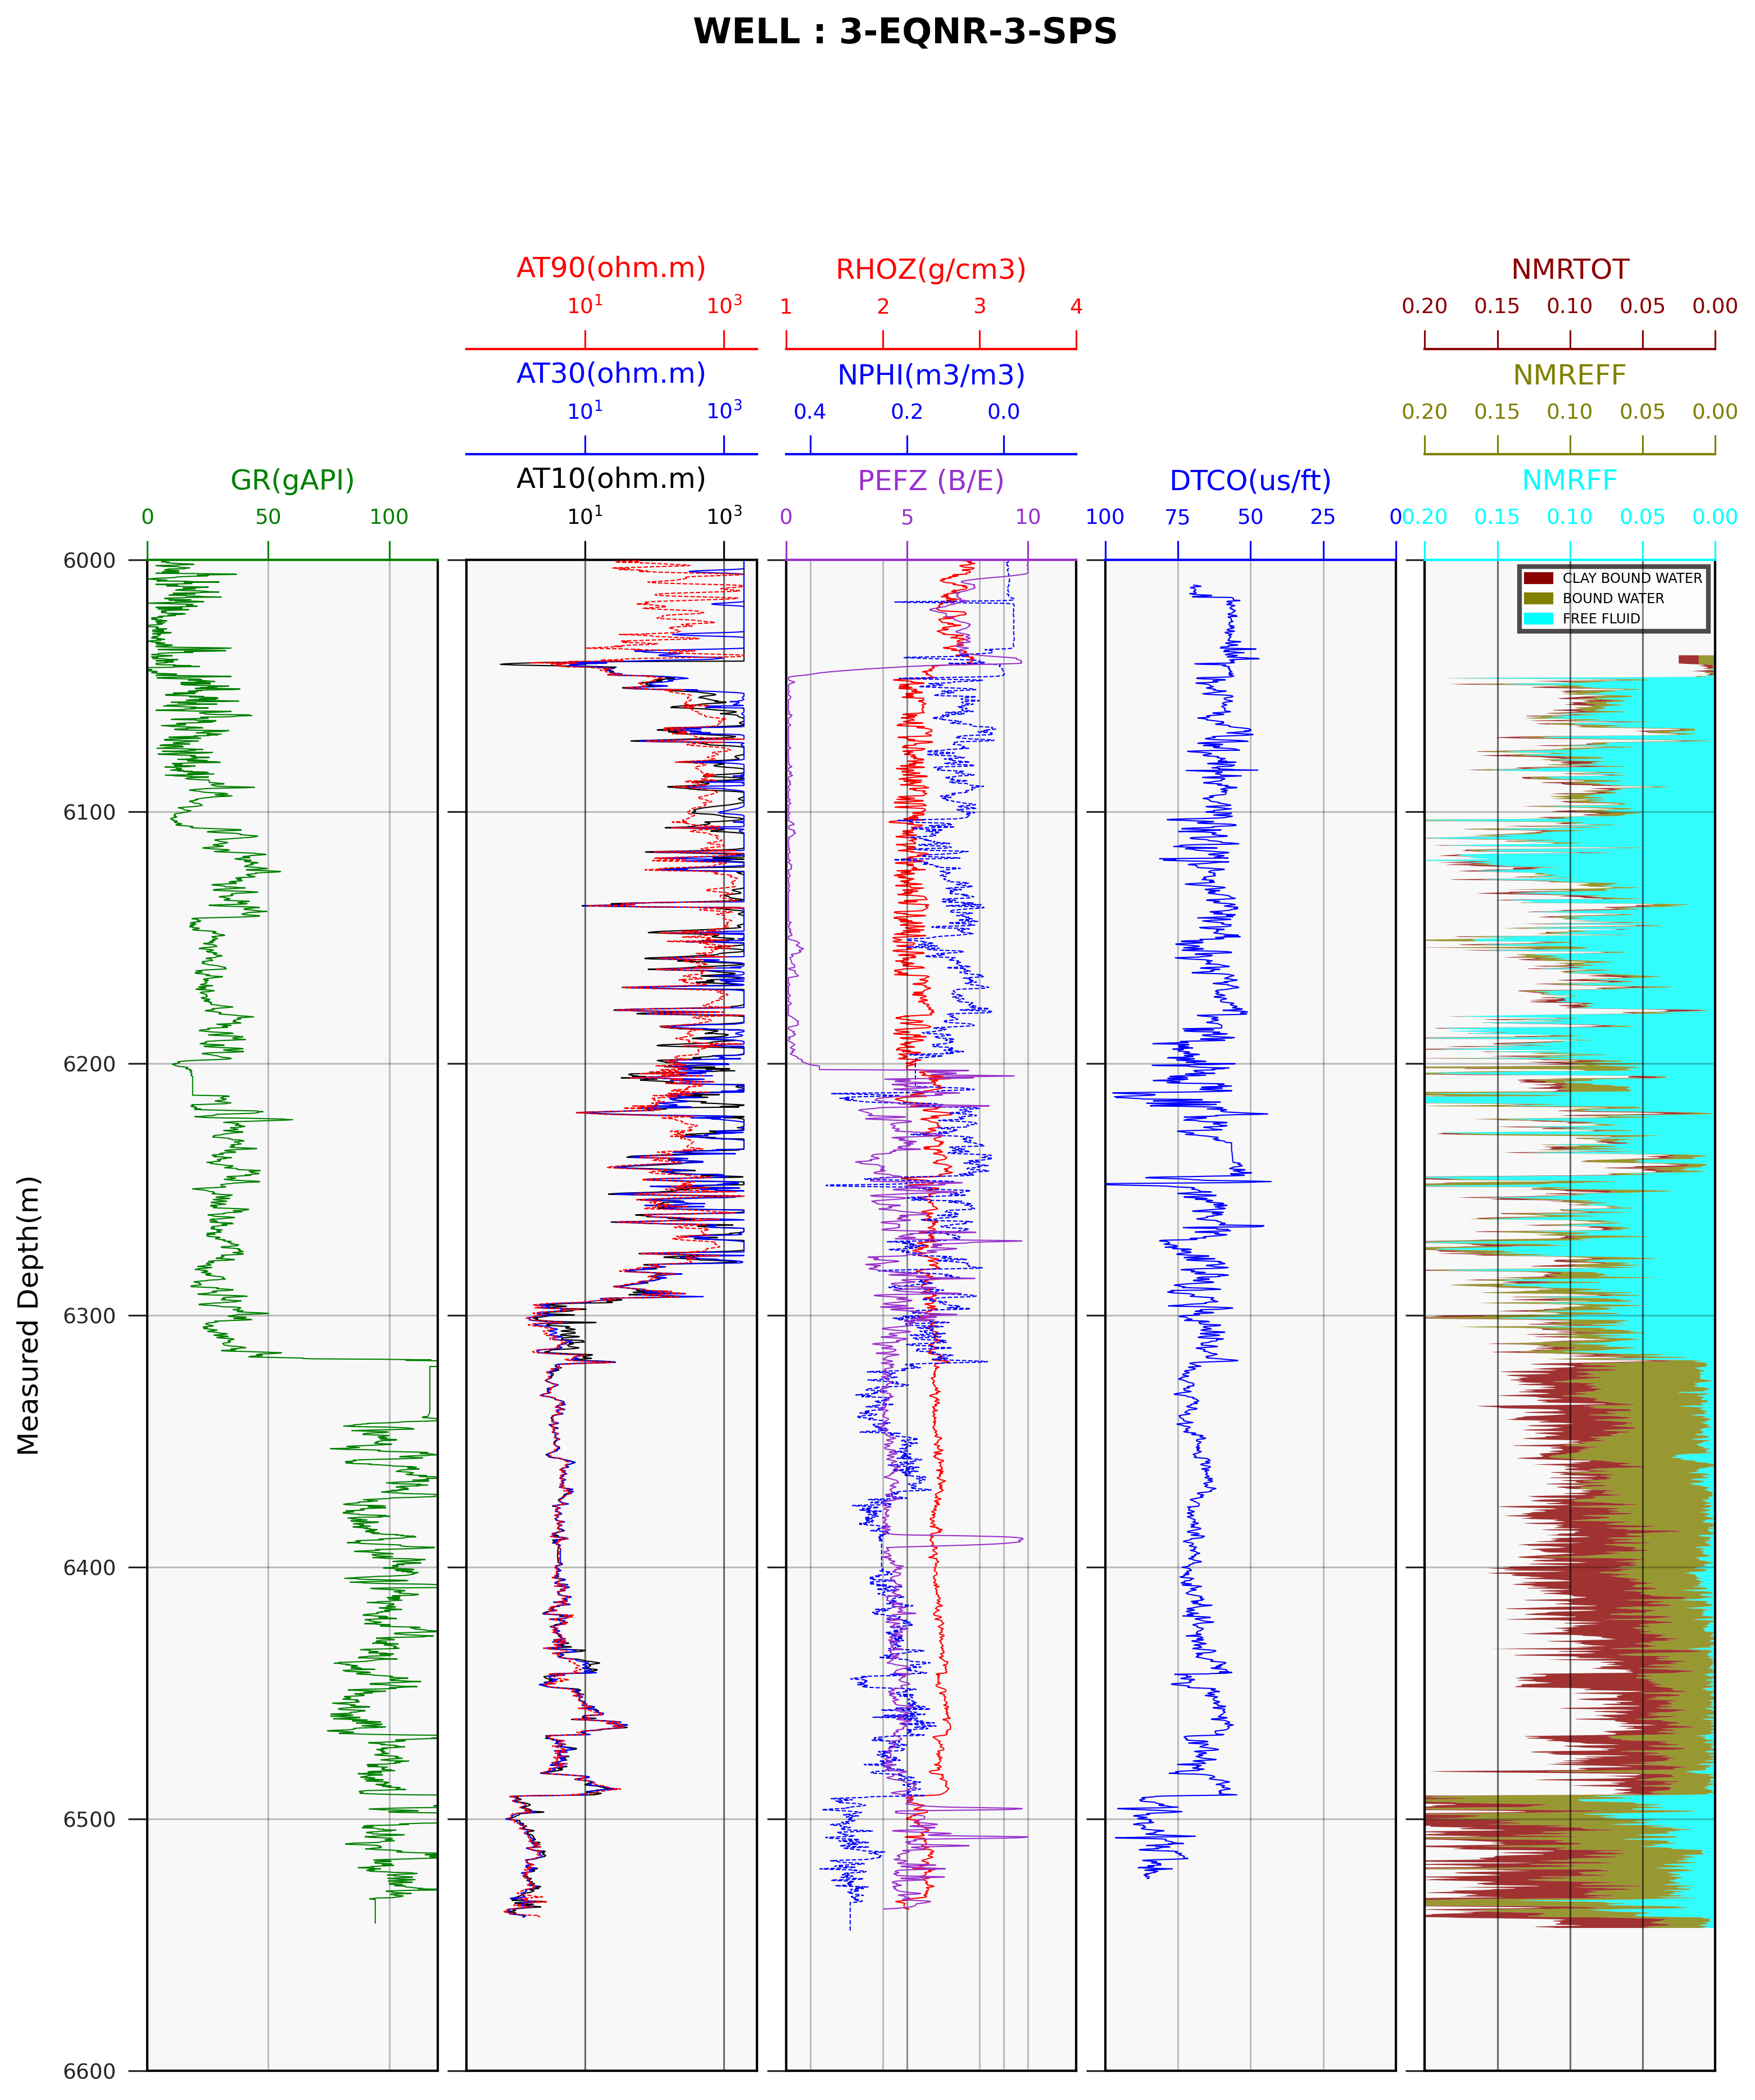 WELL : 3-EQNR-3-SPS
AT90(ohm.m)
10¹ 10³
RHOZ(g/cm3)
1 2 3 4
NMRTOT
0.20 0.15 0.10 0.05 0.00
AT30(ohm.m)
10¹ 10³
NPHI(m3/m3)
0.4 0.2 0.0
NMREFF
0.20 0.15 0.10 0.05 0.00
GR(gAPI)
0 50 100
AT10(ohm.m)
10¹ 10³
PEFZ (B/E)
0 5 10
DTCO(us/ft)
100 75 50 25 0
NMRFF
0.20 0.15 0.10 0.05 0.00
CLAY BOUND WATER
BOUND WATER
FREE FLUID
Measured Depth(m)
6000
6100
6200
6300
6400
6500
6600